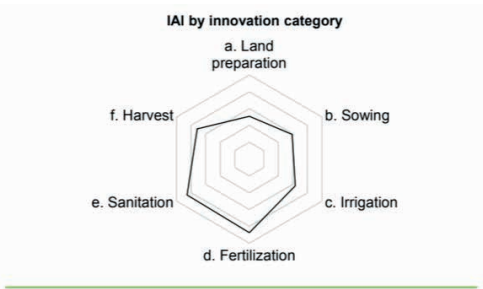 IAI by innovation category
a. Land
preparation
f. Harvest
b. Sowing
e. Sanitation
c. Irrigation
d. Fertilization